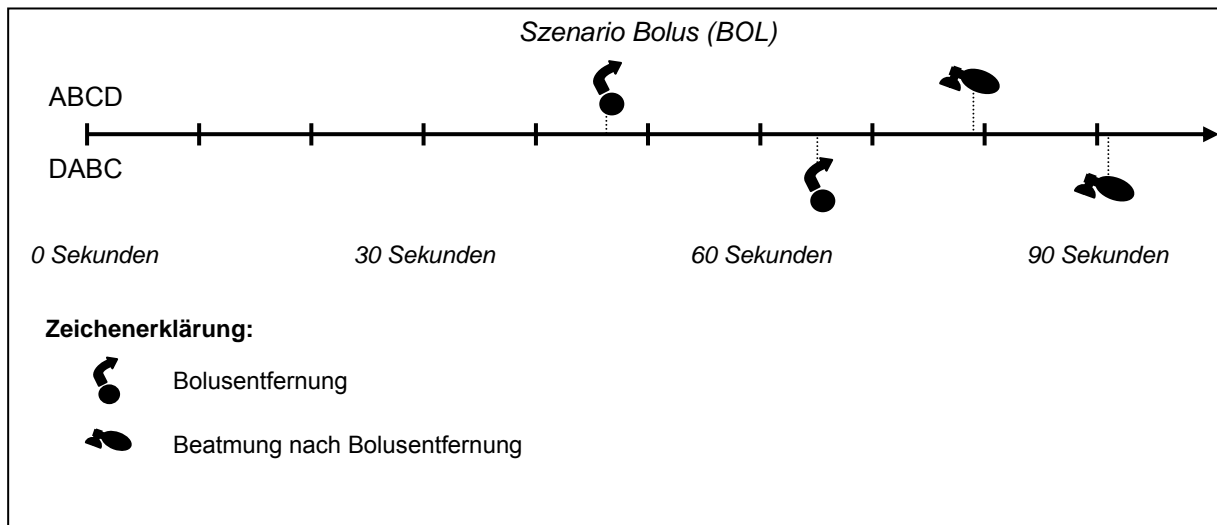 Szenario Bolus (BOL)
ABCD
DABC
0 Sekunden 30 Sekunden 60 Sekunden 90 Sekunden
Zeichenerklärung:
Bolusentfernung
Beatmung nach Bolusentfernung